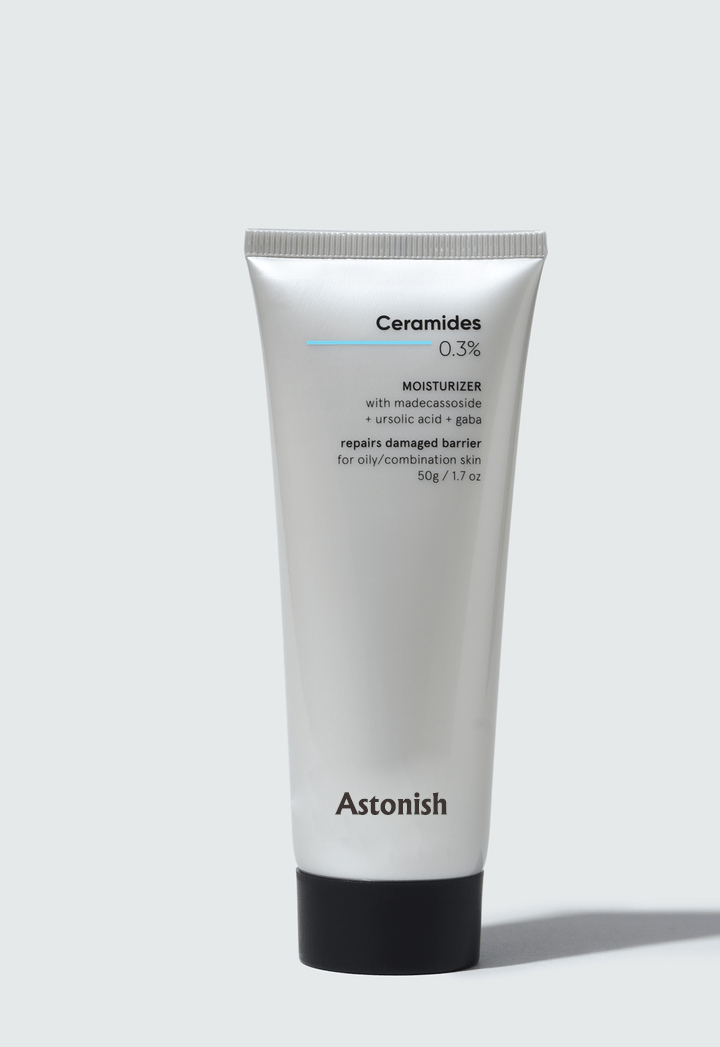 Ceramides
0.3%
MOISTURIZER
with madecassoside
+ ursolic acid + gaba
repairs damaged barrier
for oily/combination skin
50g / 1.7 oz
Astonish